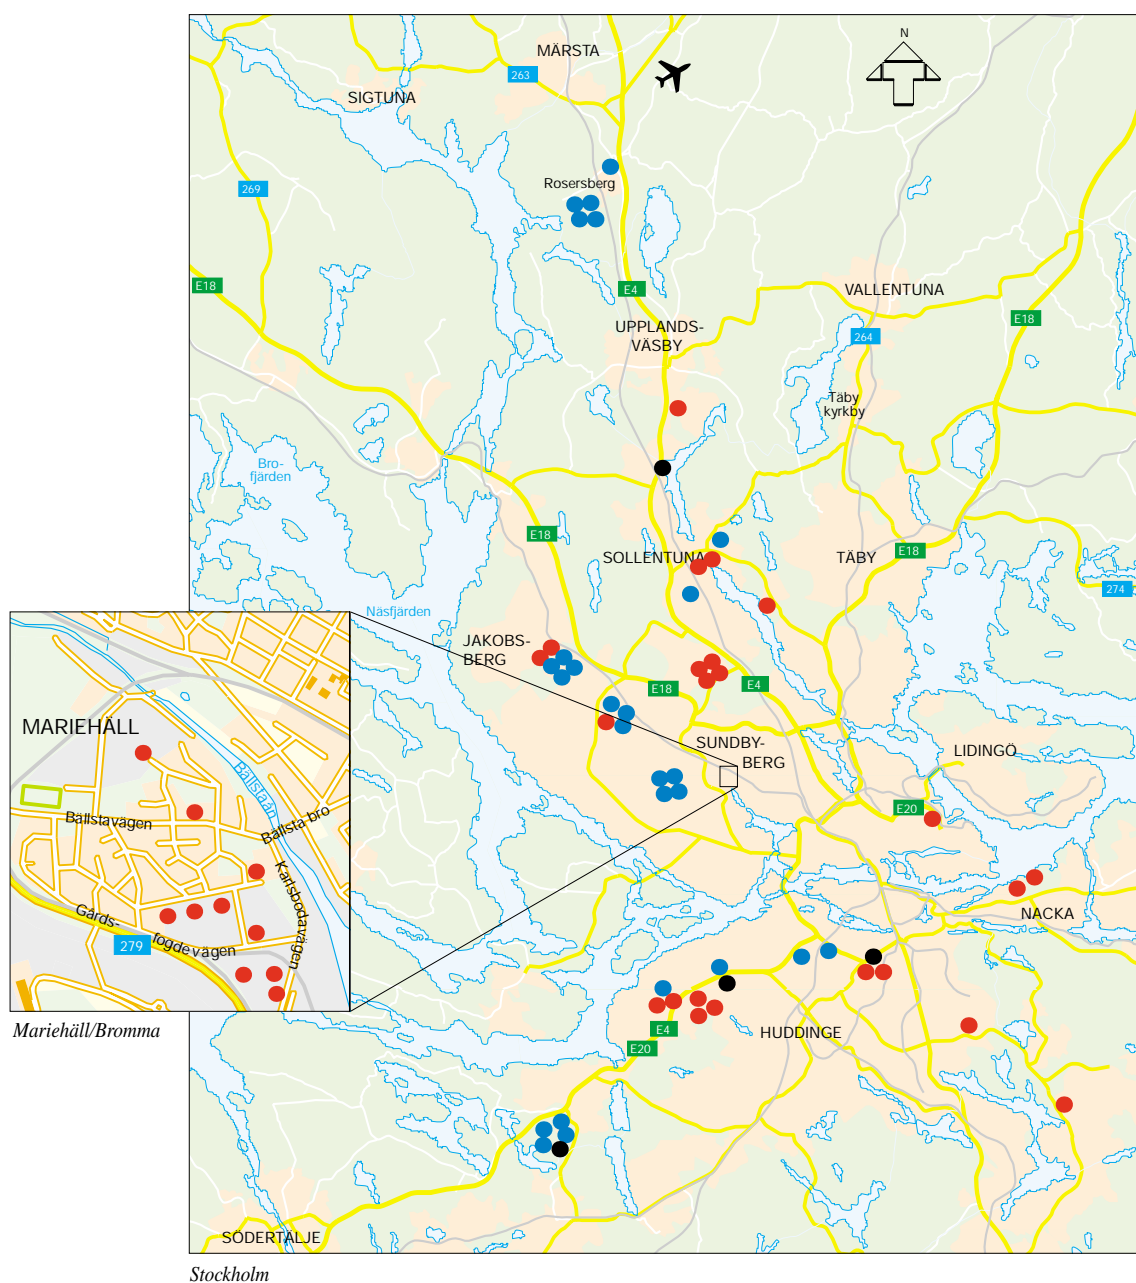 N
MÄRSTA
263
SIGTUNA
Rosersberg
269
E18
E4
VALLENTUNA
E18
UPPLANDS-
VÄSBY
264
Täby
kyrkby
Bro-
fjärden
E18
SOLLENTUNA
TÄBY
E18
274
Näsfjärden
JAKOBS-
BERG
E18
E4
SUNDBY-
BERG
LIDINGÖ
E20
NACKA
HUDDINGE
E4
E20
SÖDERTÄLJE
MARIEHÄLL
Bällstaån
Bällstavägen
Bällsta bro
Karlsbodavägen
Gårds-
fogdevägen
279
Mariehäll/Bromma
Stockholm